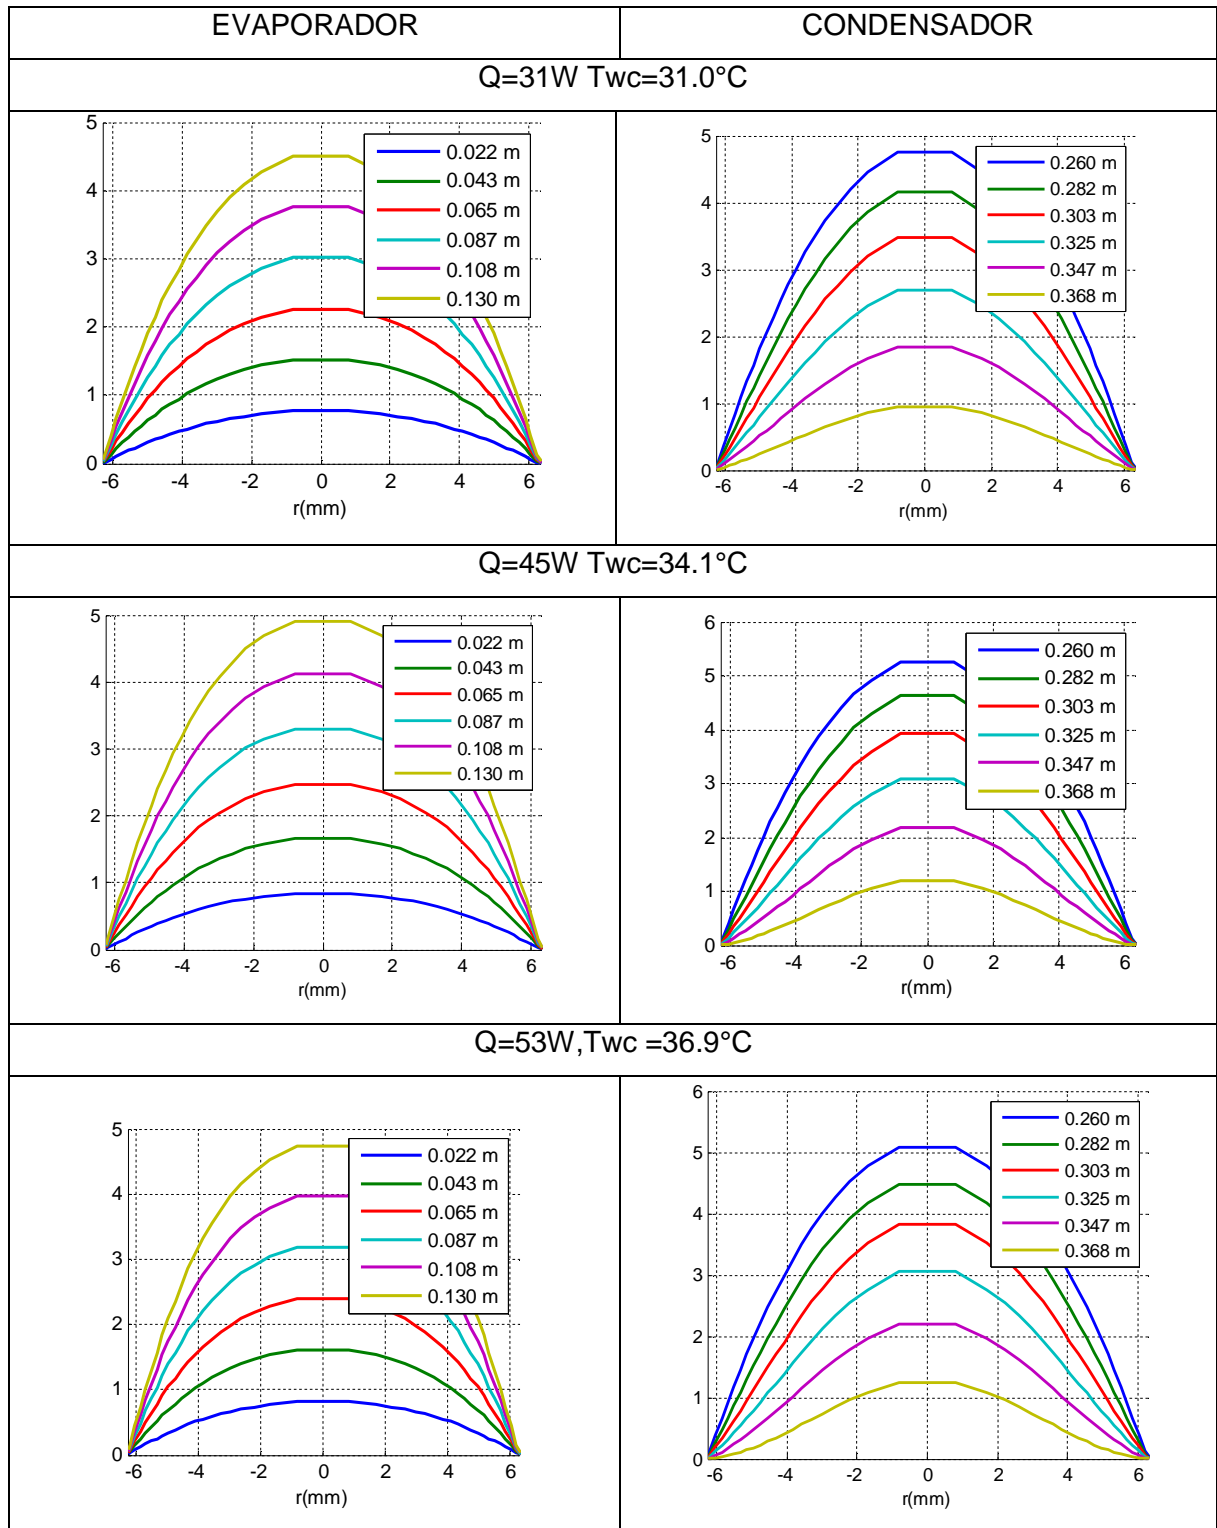 EVAPORADOR
CONDENSADOR
Q=31W Twc=31.0°C
5
4
3
2
1
0
-6 -4 -2 0 2 4 6
r(mm)
0.022 m
0.043 m
0.065 m
0.087 m
0.108 m
0.130 m
5
4
3
2
1
0
-6 -4 -2 0 2 4 6
r(mm)
0.260 m
0.282 m
0.303 m
0.325 m
0.347 m
0.368 m
Q=45W Twc=34.1°C
5
4
3
2
1
0
-6 -4 -2 0 2 4 6
r(mm)
0.022 m
0.043 m
0.065 m
0.087 m
0.108 m
0.130 m
6
5
4
3
2
1
0
-6 -4 -2 0 2 4 6
r(mm)
0.260 m
0.282 m
0.303 m
0.325 m
0.347 m
0.368 m
Q=53W,Twc =36.9°C
5
4
3
2
1
0
-6 -4 -2 0 2 4 6
r(mm)
0.022 m
0.043 m
0.065 m
0.087 m
0.108 m
0.130 m
6
5
4
3
2
1
0
-6 -4 -2 0 2 4 6
r(mm)
0.260 m
0.282 m
0.303 m
0.325 m
0.347 m
0.368 m